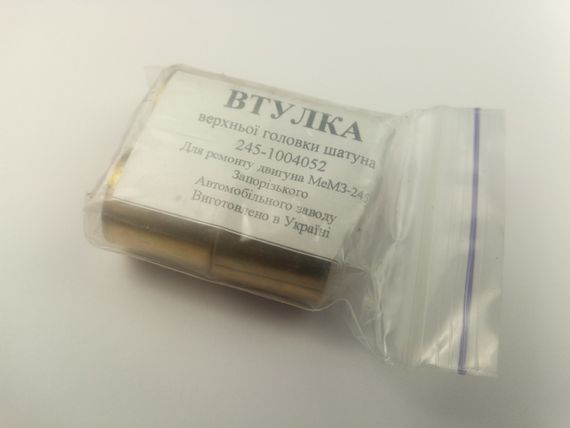 ВТУЛКА
верхньої головки шатуна
245-1004052
Для ремонту двигуна МеМЗ-245
Запорізького
Автомобільного заводу
Виготовлено в Україні